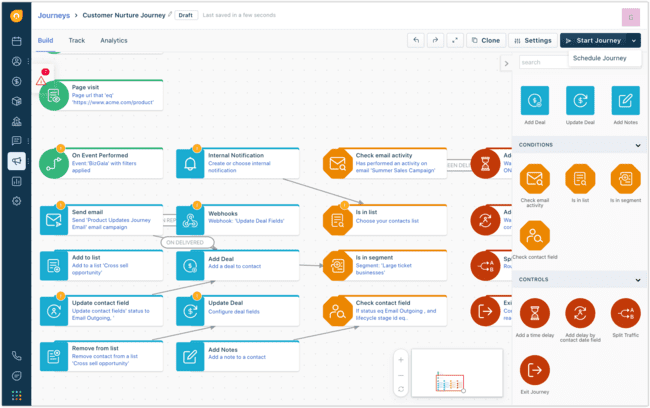 Journeys > Customer Nurture Journey Draft Last saved in a few seconds G
Build Track Analytics Clone Settings Start Journey
Schedule Journey
search
Page visit
Page url that 'eq'
'https://www.acme.com/product'
Add Deal Update Deal Add Notes
CONDITIONS
On Event Performed
Event: 'BizGala' with filters
applied
Internal Notification
Create or choose internal
notification
Check email activity
Has performed an activity on
email 'Summer Sales Campaign'
Check email
activity
Is in list
Is in segment
Send email
Send 'Product Updates Journey
Email' email campaign
Webhooks
Webhook: 'Update Deal Fields'
Is in list
Choose your contacts
list
ON DELIVERED
Check contact field
Add to list
Add to a list 'Cross sell
opportunity'
Add Deal
Add a deal to contact
Is in segment
Segment: 'Large ticket
businesses'
CONTROLS
Update contact field
Update contact fields' status to
Email Outgoing,
Update Deal
Configure deal fields
Check contact field
If status eq Email Outgoing , and
lifecycle stage id eq
Add a time delay
Add delay by
contact date field
Split Traffic
Remove from list
Remove contact from a list
'Cross sell opportunity'
Add Notes
Add a note to a contact
Exit Journey